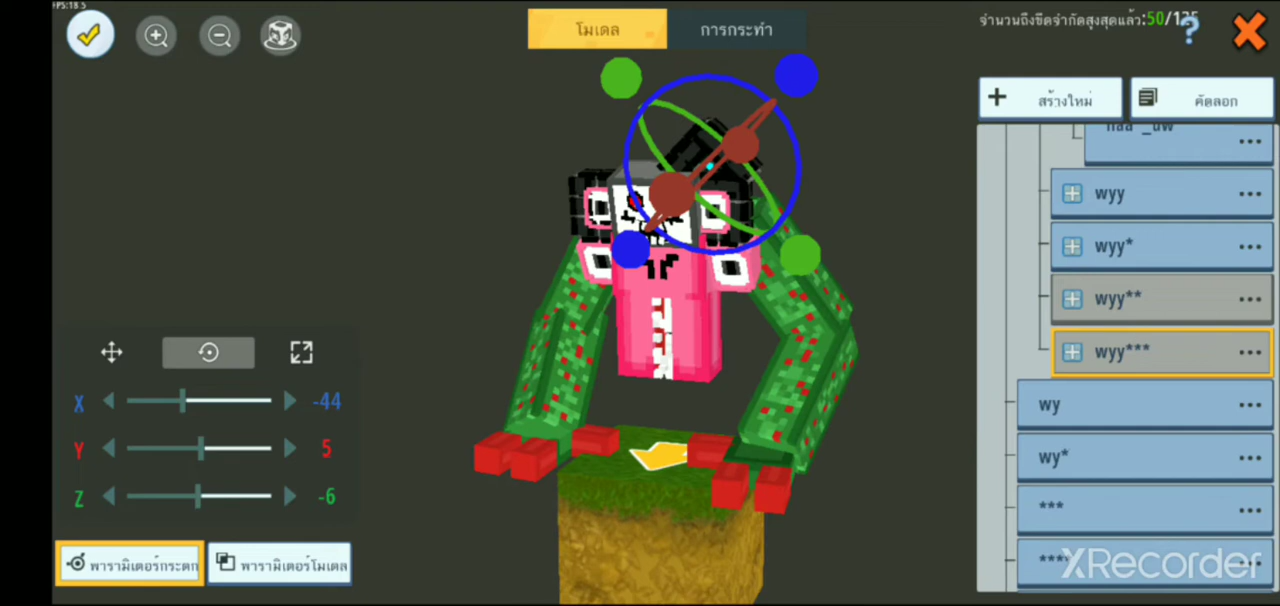 FPS:18.5
โมเดล
การกระทำ
จำนวนถึงขีดจำกัดสูงสุดแล้ว:50/125
?
+ สร้างใหม่
คัดลอก
wyy
wyy*
wyy**
wyy***
wy
wy*
***
X -44
Y 5
Z -6
พารามิเตอร์กระดูก
พารามิเตอร์โมเดล
XRecorder